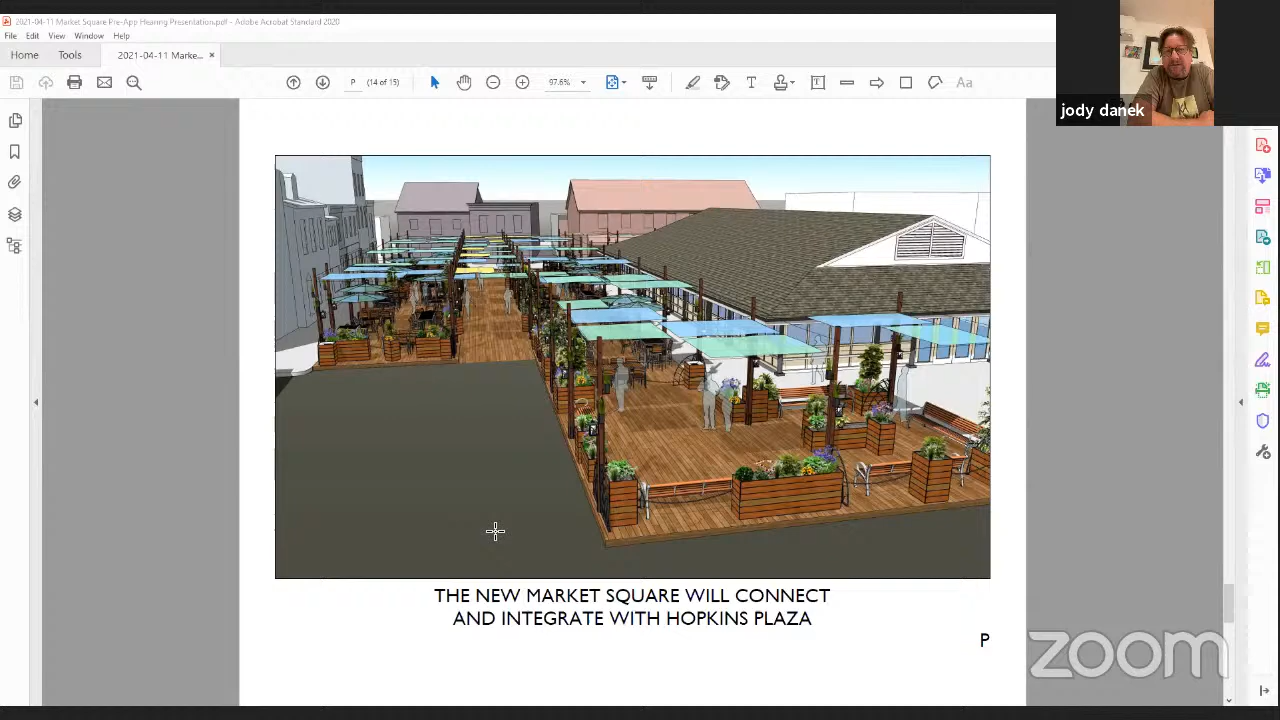 2021-04-11 Market Square Pre-App Hearing Presentation.pdf - Adobe Acrobat Standard 2020
File Edit View Window Help
Home Tools 2021-04-11 Marke... ×
P (14 of 15) 97.6% Aa
jody danek
THE NEW MARKET SQUARE WILL CONNECT
AND INTEGRATE WITH HOPKINS PLAZA
P
zoom